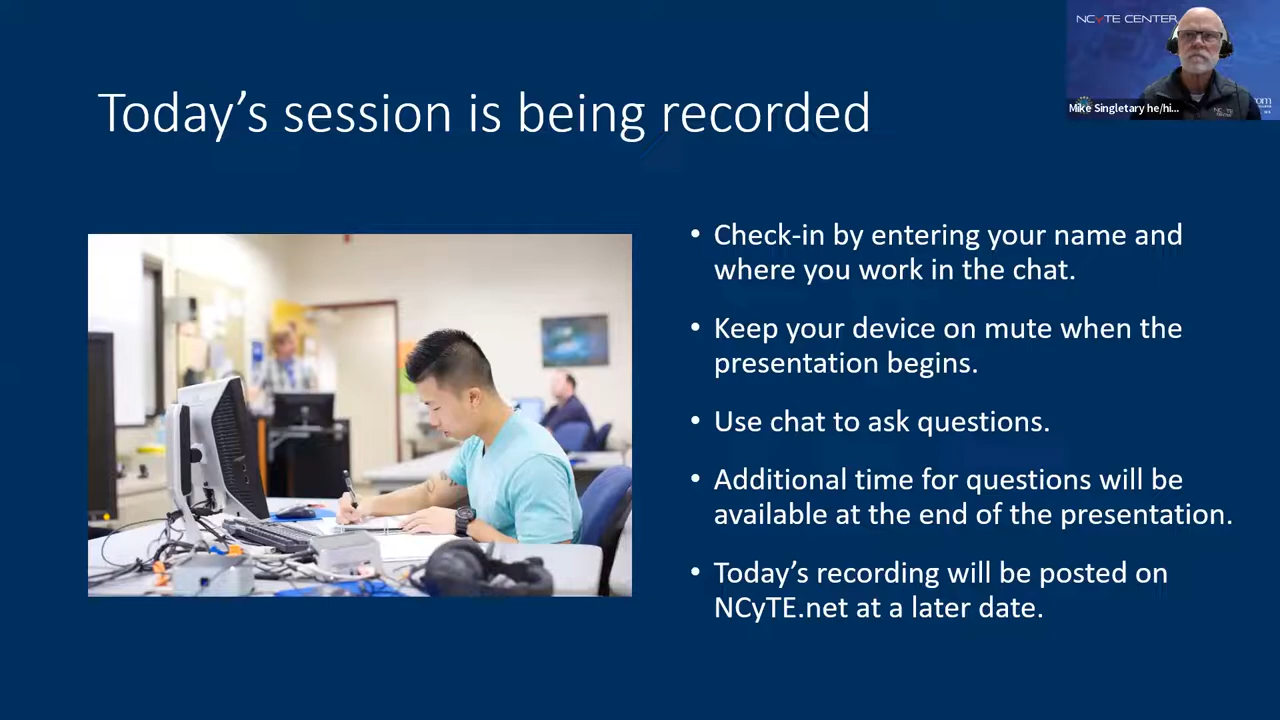 NCYTE CENTER
Mike Singletary he/hi...
Today's session is being recorded
• Check-in by entering your name and
where you work in the chat.
• Keep your device on mute when the
presentation begins.
• Use chat to ask questions.
• Additional time for questions will be
available at the end of the presentation.
• Today's recording will be posted on
NCyTE.net at a later date.